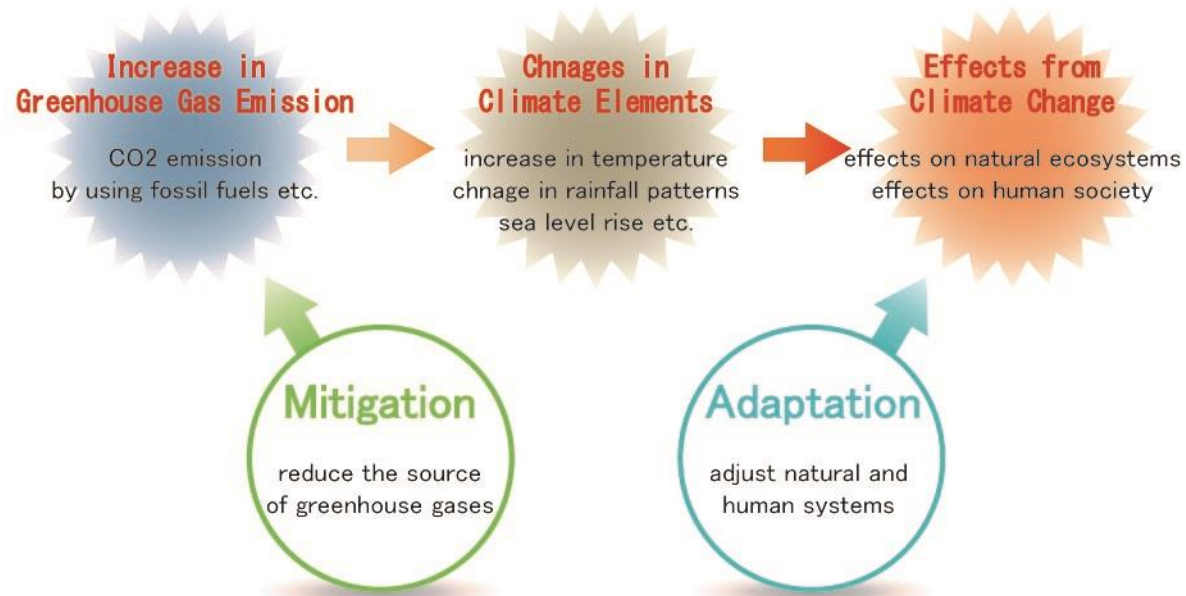 Increase in
Greenhouse Gas Emission
CO2 emission
by using fossil fuels etc.
Chnages in
Climate Elements
increase in temperature
chnage in rainfall patterns
sea level rise etc.
Effects from
Climate Change
effects on natural ecosystems
effects on human society
Mitigation
reduce the source
of greenhouse gases
Adaptation
adjust natural and
human systems